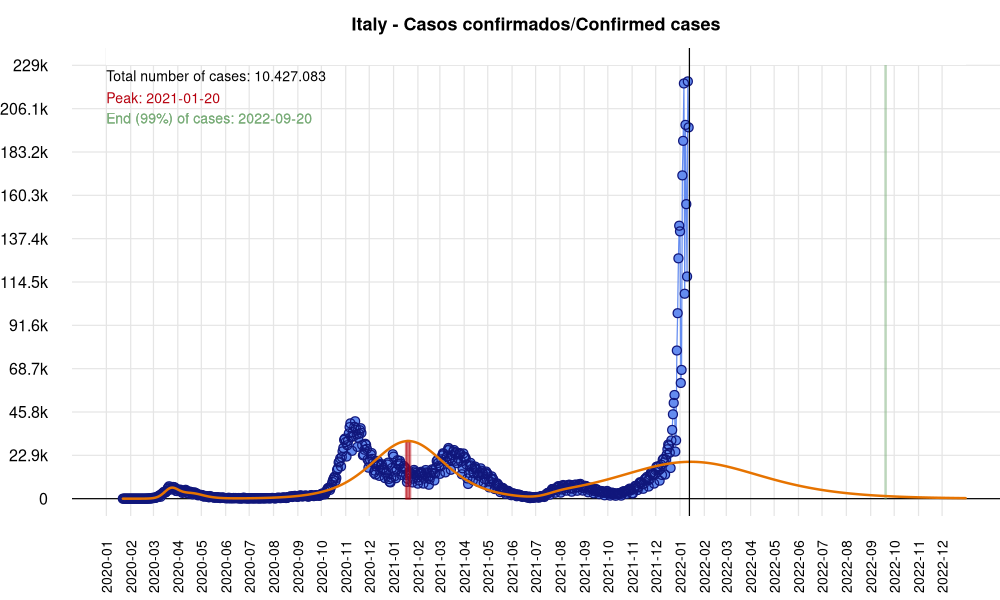 Italy - Casos confirmados/Confirmed cases
Total number of cases: 10.427.083
Peak: 2021-01-20
End (99%) of cases: 2022-09-20
229k
206.1k
183.2k
160.3k
137.4k
114.5k
91.6k
68.7k
45.8k
22.9k
0
2020-01
2020-02
2020-03
2020-04
2020-05
2020-06
2020-07
2020-08
2020-09
2020-10
2020-11
2020-12
2021-01
2021-02
2021-03
2021-04
2021-05
2021-06
2021-07
2021-08
2021-09
2021-10
2021-11
2021-12
2022-01
2022-02
2022-03
2022-04
2022-05
2022-06
2022-07
2022-08
2022-09
2022-10
2022-11
2022-12